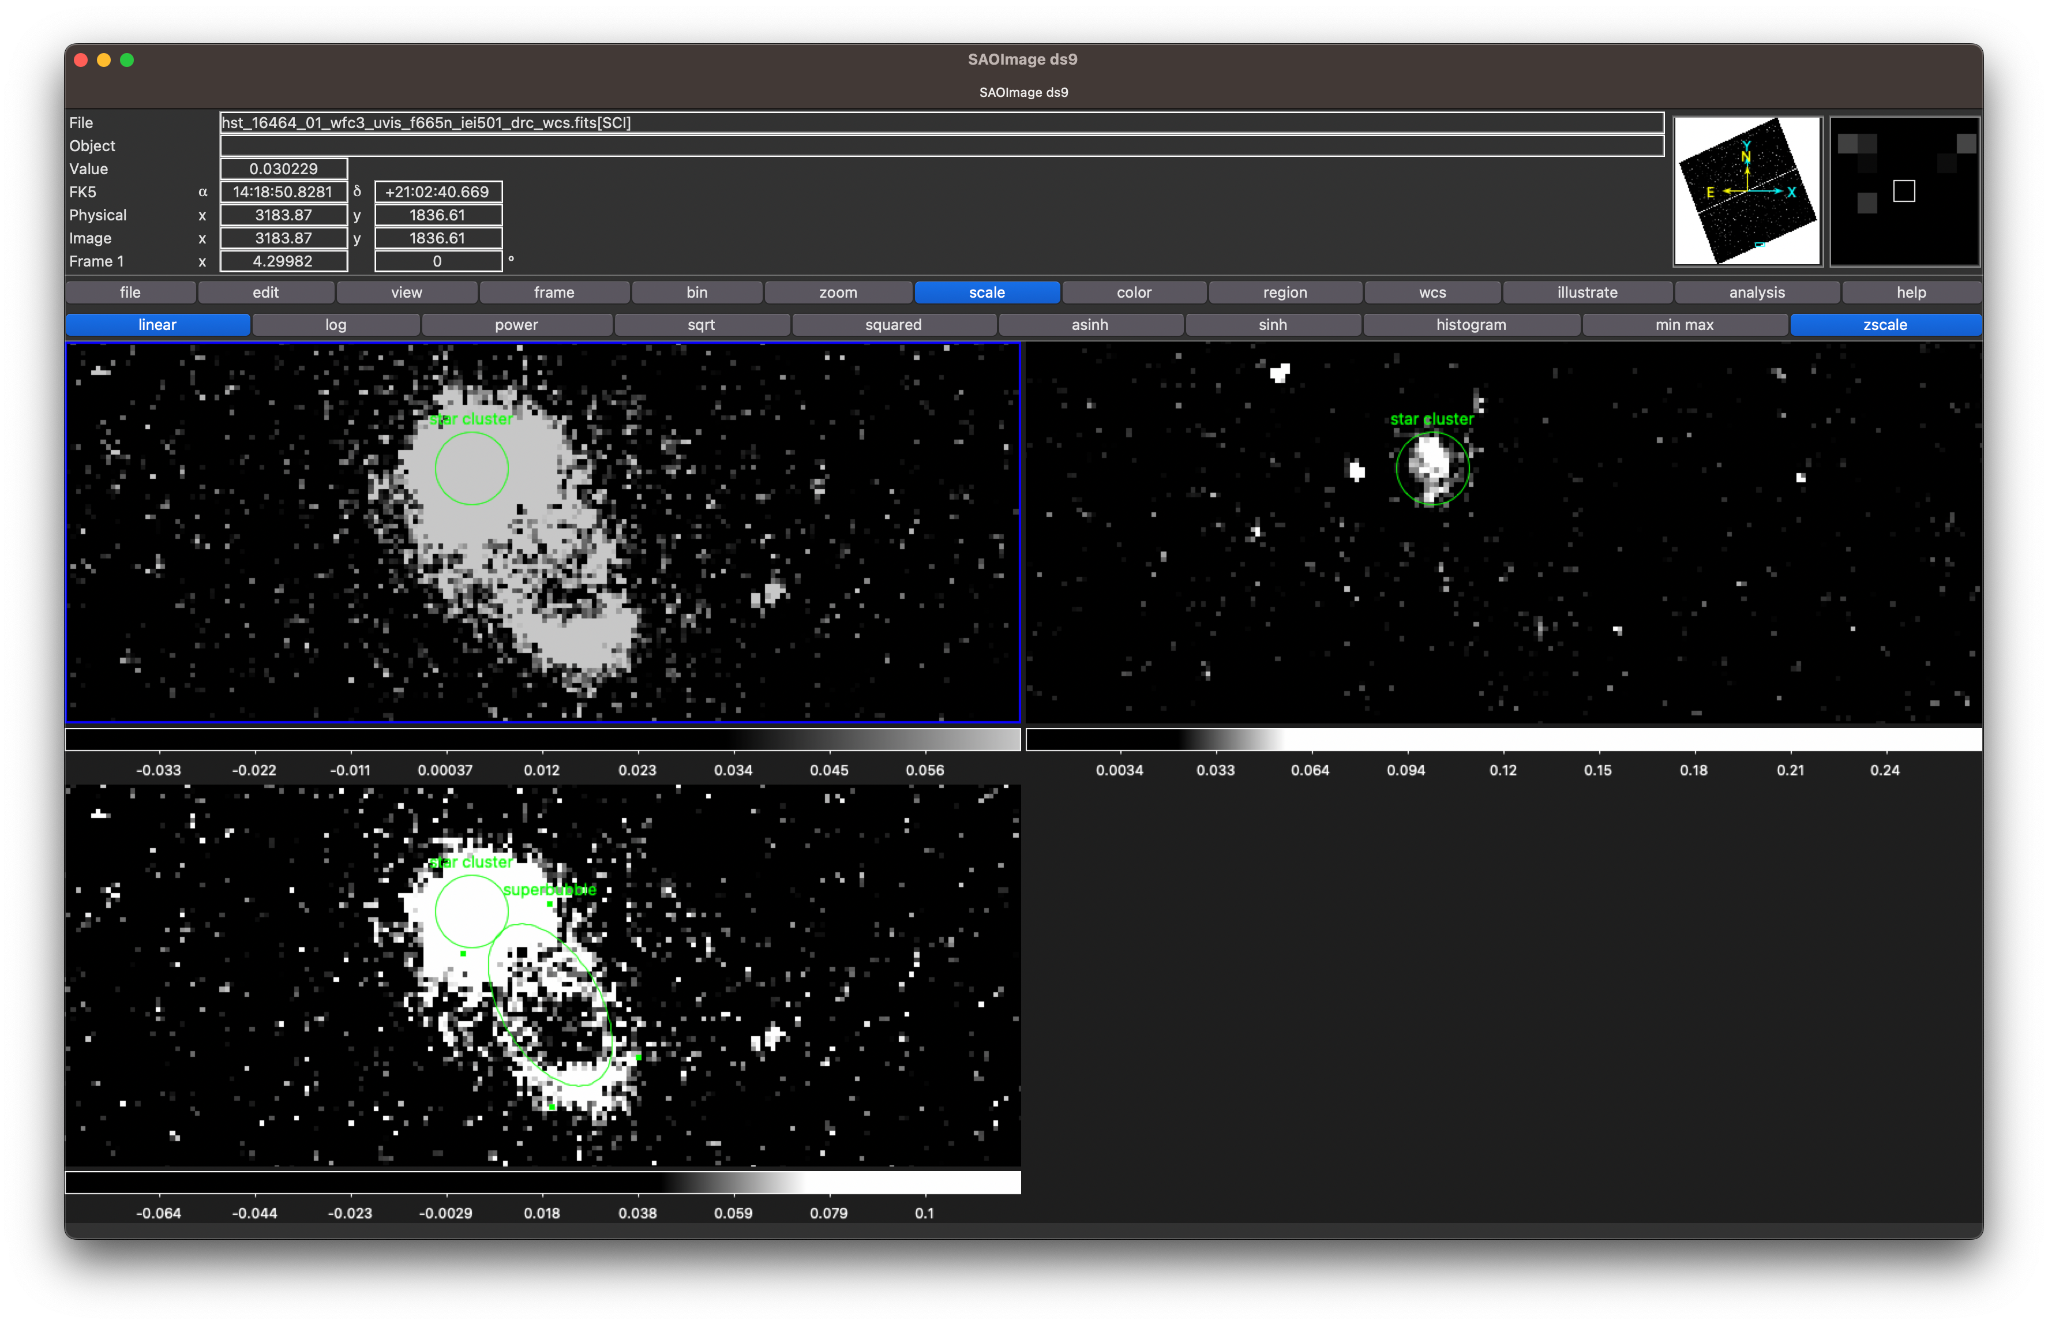 SAOImage ds9
SAOImage ds9
File hst_16464_01_wfc3_uvis_f665n_iei501_drc_wcs.fits[SCI]
Object
Value 0.030229
FK5 α 14:18:50.8281 δ +21:02:40.669
Physical x 3183.87 y 1836.61
Image x 3183.87 y 1836.61
Frame 1 x 4.29982 0 °
Y
N
E X
file edit view frame bin zoom scale color region wcs illustrate analysis help
linear log power sqrt squared asinh sinh histogram min max zscale
star cluster
star cluster
-0.033 -0.022 -0.011 0.00037 0.012 0.023 0.034 0.045 0.056
0.0034 0.033 0.064 0.094 0.12 0.15 0.18 0.21 0.24
star cluster
superbubble
-0.064 -0.044 -0.023 -0.0029 0.018 0.038 0.059 0.079 0.1